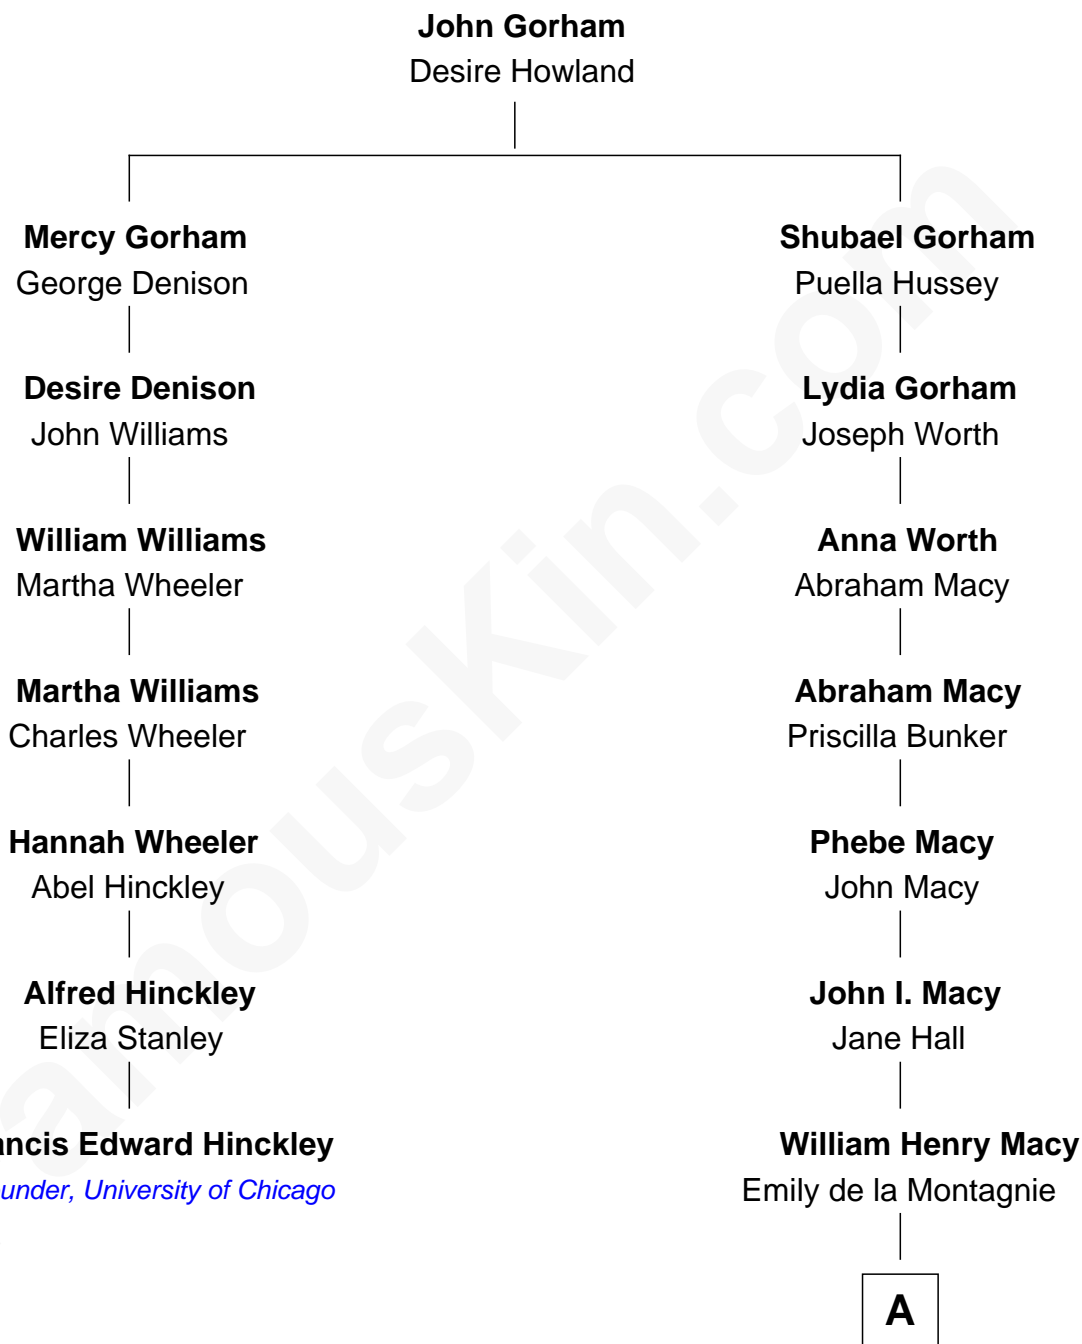 John Gorham
Desire Howland
Mercy Gorham
George Denison
Desire Denison
John Williams
William Williams
Martha Wheeler
Martha Williams
Charles Wheeler
Hannah Wheeler
Abel Hinckley
Alfred Hinckley
Eliza Stanley
ancis Edward Hinckley
under, University of Chicago
Shubael Gorham
Puella Hussey
Lydia Gorham
Joseph Worth
Anna Worth
Abraham Macy
Abraham Macy
Priscilla Bunker
Phebe Macy
John Macy
John I. Macy
Jane Hall
William Henry Macy
Emily de la Montagnie
A
amousKin.com